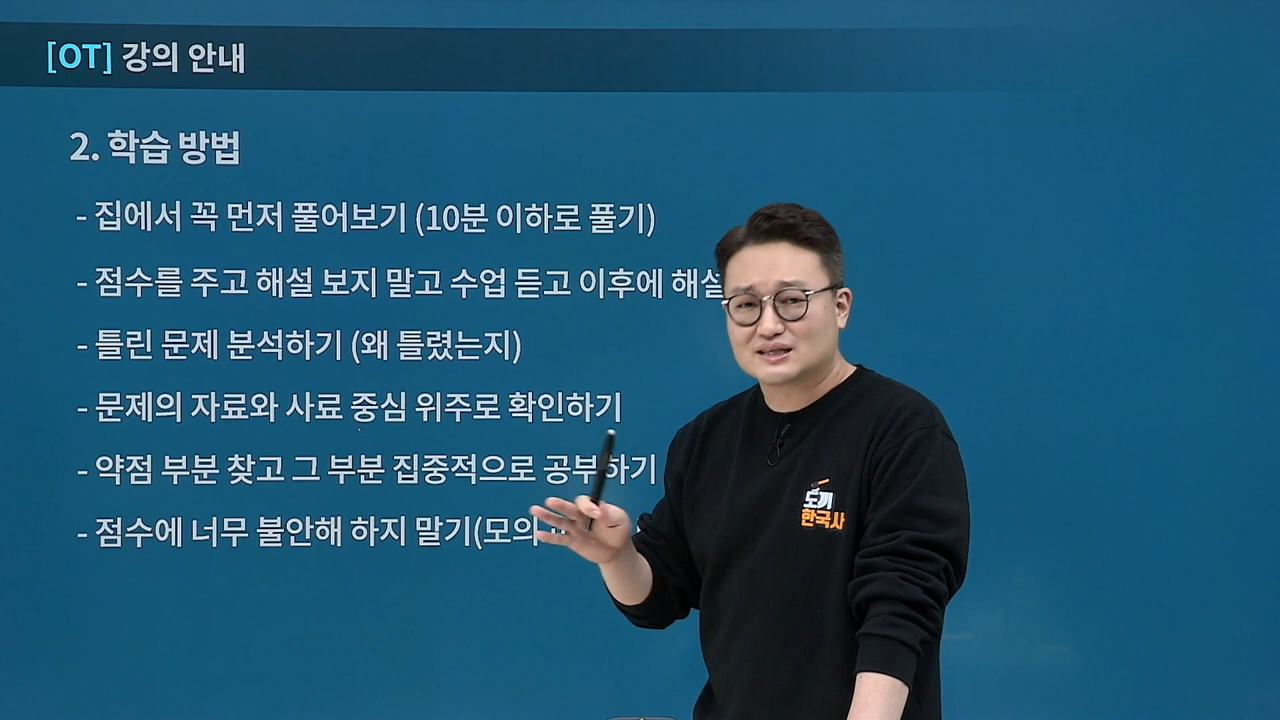 [OT] 강의 안내
2. 학습 방법
- 집에서 꼭 먼저 풀어보기 (10분 이하로 풀기)
- 점수를 주고 해설 보지 말고 수업 듣고 이후에 해설
- 틀린 문제 분석하기 (왜 틀렸는지)
- 문제의 자료와 사료 중심 위주로 확인하기
- 약점 부분 찾고 그 부분 집중적으로 공부하기
- 점수에 너무 불안해 하지 말기(모의
도끼
한국사